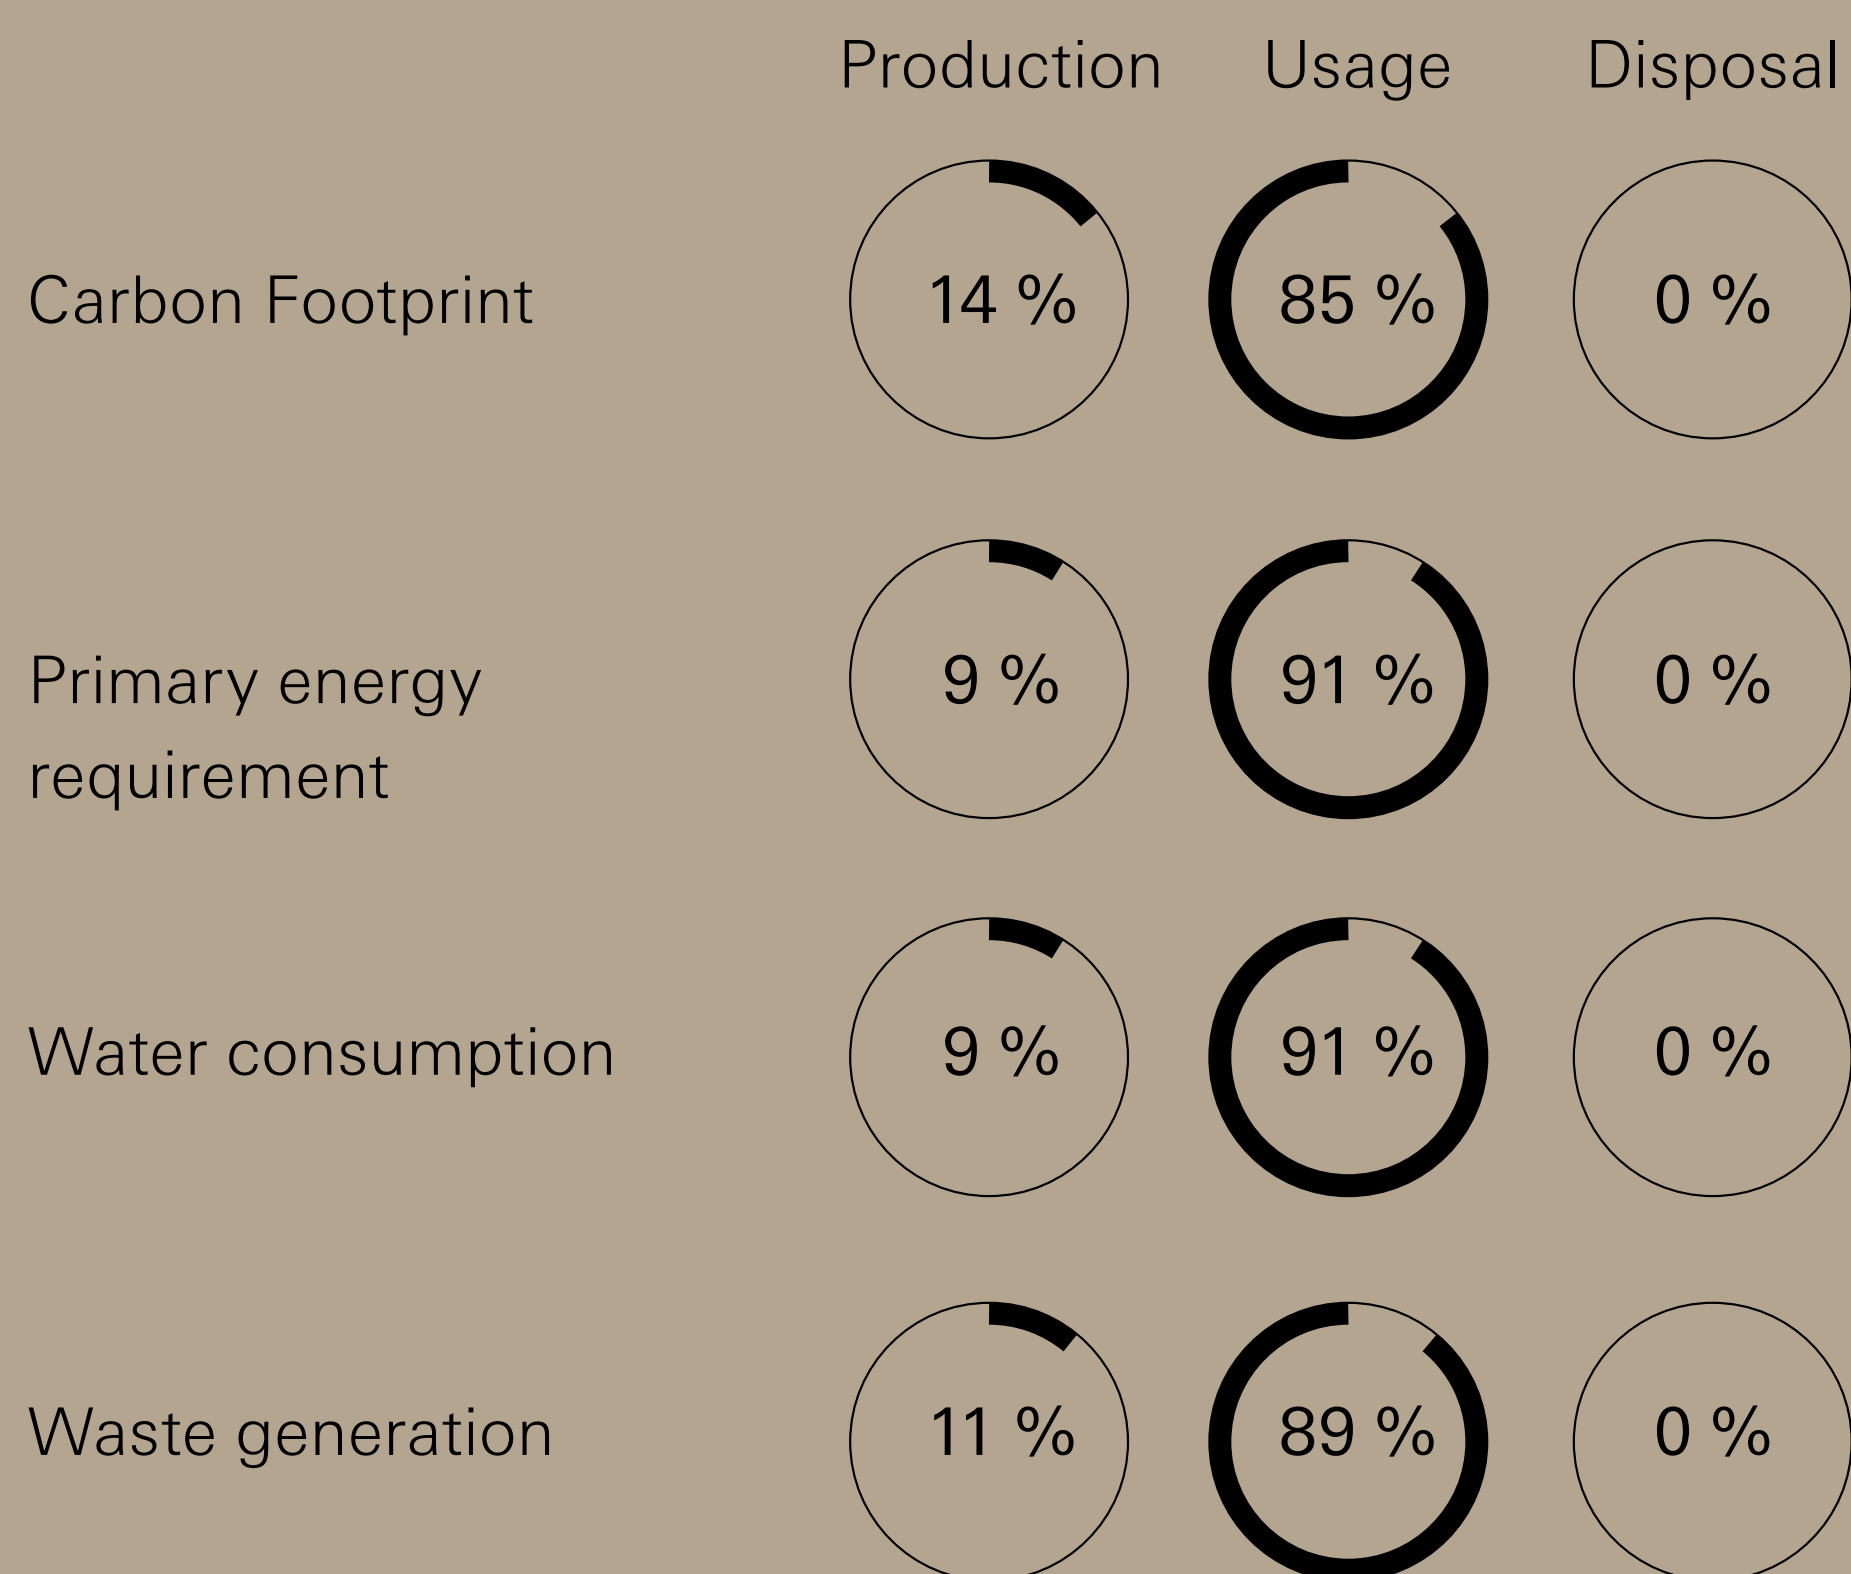 Production Usage Disposal
Carbon Footprint 14 % 85 % 0 %
Primary energy 9 % 91 % 0 %
requirement
Water consumption 9 % 91 % 0 %
Waste generation 11 % 89 % 0 %